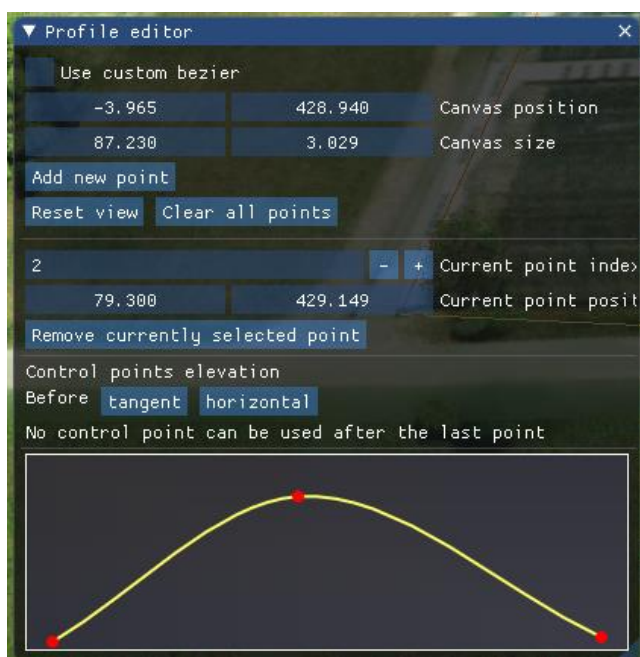 Profile editor
Use custom bezier
-3.965 428.940 Canvas position
87.230 3.029 Canvas size
Add new point
Reset view Clear all points
2 - + Current point index
79.300 429.149 Current point posit
Remove currently selected point
Control points elevation
Before tangent horizontal
No control point can be used after the last point